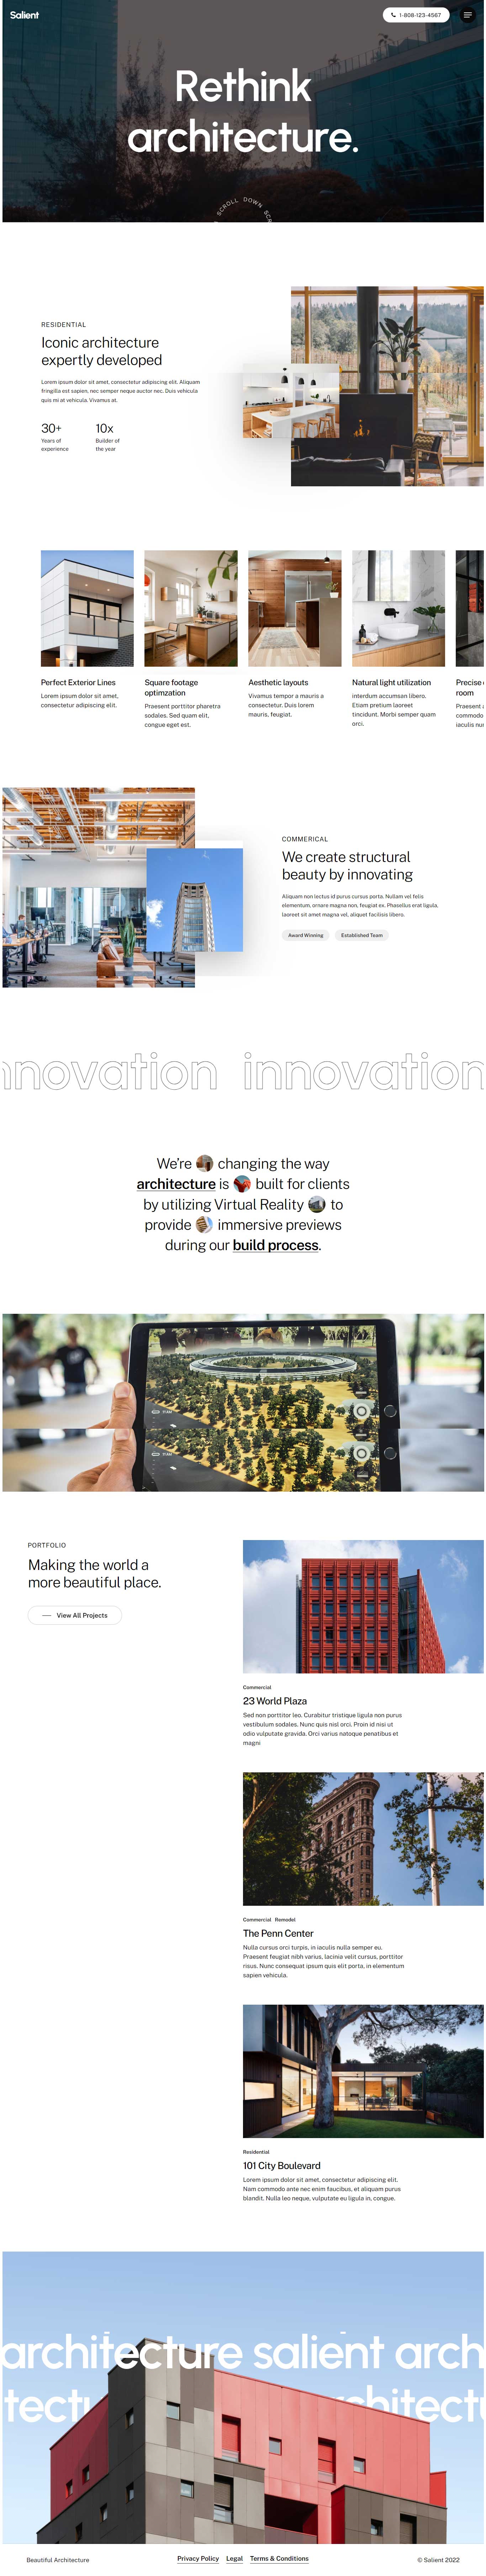 Salient
1-808-123-4567
Rethink
architecture.
SCROLL DOWN SCR
RESIDENTIAL
Iconic architecture
expertly developed
Lorem ipsum dolor sit amet, consectetur adipiscing elit. Aliquam
fringilla est sapien, nec semper neque auctor nec. Duis vehicula
quis mi at vehicula. Vivamus at.
30+
Years of
experience
10x
Builder of
the year
Perfect Exterior Lines
Lorem ipsum dolor sit amet,
consectetur adipiscing elit.
Square footage
optimzation
Praesent porttitor pharetra
sodales. Sed quam elit,
congue eget est.
Aesthetic layouts
Vivamus tempor a mauris a
consectetur. Duis lorem
mauris, feugiat.
Natural light utilization
interdum accumsan libero.
Etiam pretium laoreet
tincidunt. Morbi semper quam
orci.
Precise
room
Praesent
commodo
iaculis
COMMERICAL
We create structural
beauty by innovating
Aliquam non lectus id purus cursus porta. Nullam vel felis
elementum, ornare magna non, feugiat ex. Phasellus erat ligula,
laoreet sit amet magna vel, aliquet facilisis libero.
Award Winning
Established Team
nnovation innovation
We're changing the way
architecture is built for clients
by utilizing Virtual Reality to
provide immersive previews
during our build process.
PORTFOLIO
Making the world a
more beautiful place.
View All Projects
Commercial
23 World Plaza
Sed non porttitor leo. Curabitur tristique ligula non purus
vestibulum sodales. Nunc quis nisl orci. Proin id nisi ut
odio vulputate gravida. Orci varius natoque penatibus et
magni
Commercial Remodel
The Penn Center
Nulla cursus orci turpis, in iaculis nulla semper eu.
Praesent feugiat nibh varius, lacinia velit cursus, porttitor
risus. Nunc consequat ipsum quis elit porta, in elementum
sapien vehicula.
Residential
101 City Boulevard
Lorem ipsum dolor sit amet, consectetur adipiscing elit.
Nam commodo ante nec enim faucibus, et aliquam purus
blandit. Nulla leo neque, vulputate eu ligula in, congue.
architecture salient arch
Beautiful Architecture
Privacy Policy
Legal
Terms & Conditions
© Salient 2022